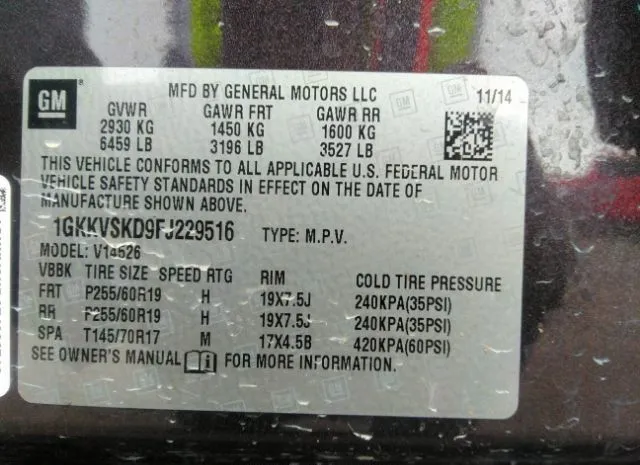 GM
MFD BY GENERAL MOTORS LLC 11/14
GVWR GAWR FRT GAWR RR
2930 KG 1450 KG 1600 KG
6459 LB 3196 LB 3527 LB
THIS VEHICLE CONFORMS TO ALL APPLICABLE U.S. FEDERAL MOTOR
VEHICLE SAFETY STANDARDS IN EFFECT ON THE DATE OF
MANUFACTURE SHOWN ABOVE.
1GKKVSKD9FJ229516 TYPE: M.P.V.
MODEL: V14526
VBBK TIRE SIZE SPEED RTG RIM COLD TIRE PRESSURE
FRT P255/60R19 H 19X7.5J 240KPA(35PSI)
RR P255/60R19 H 19X7.5J 240KPA(35PSI)
SPA T145/70R17 M 17X4.5B 420KPA(60PSI)
SEE OWNER'S MANUAL FOR MORE INFORMATION.